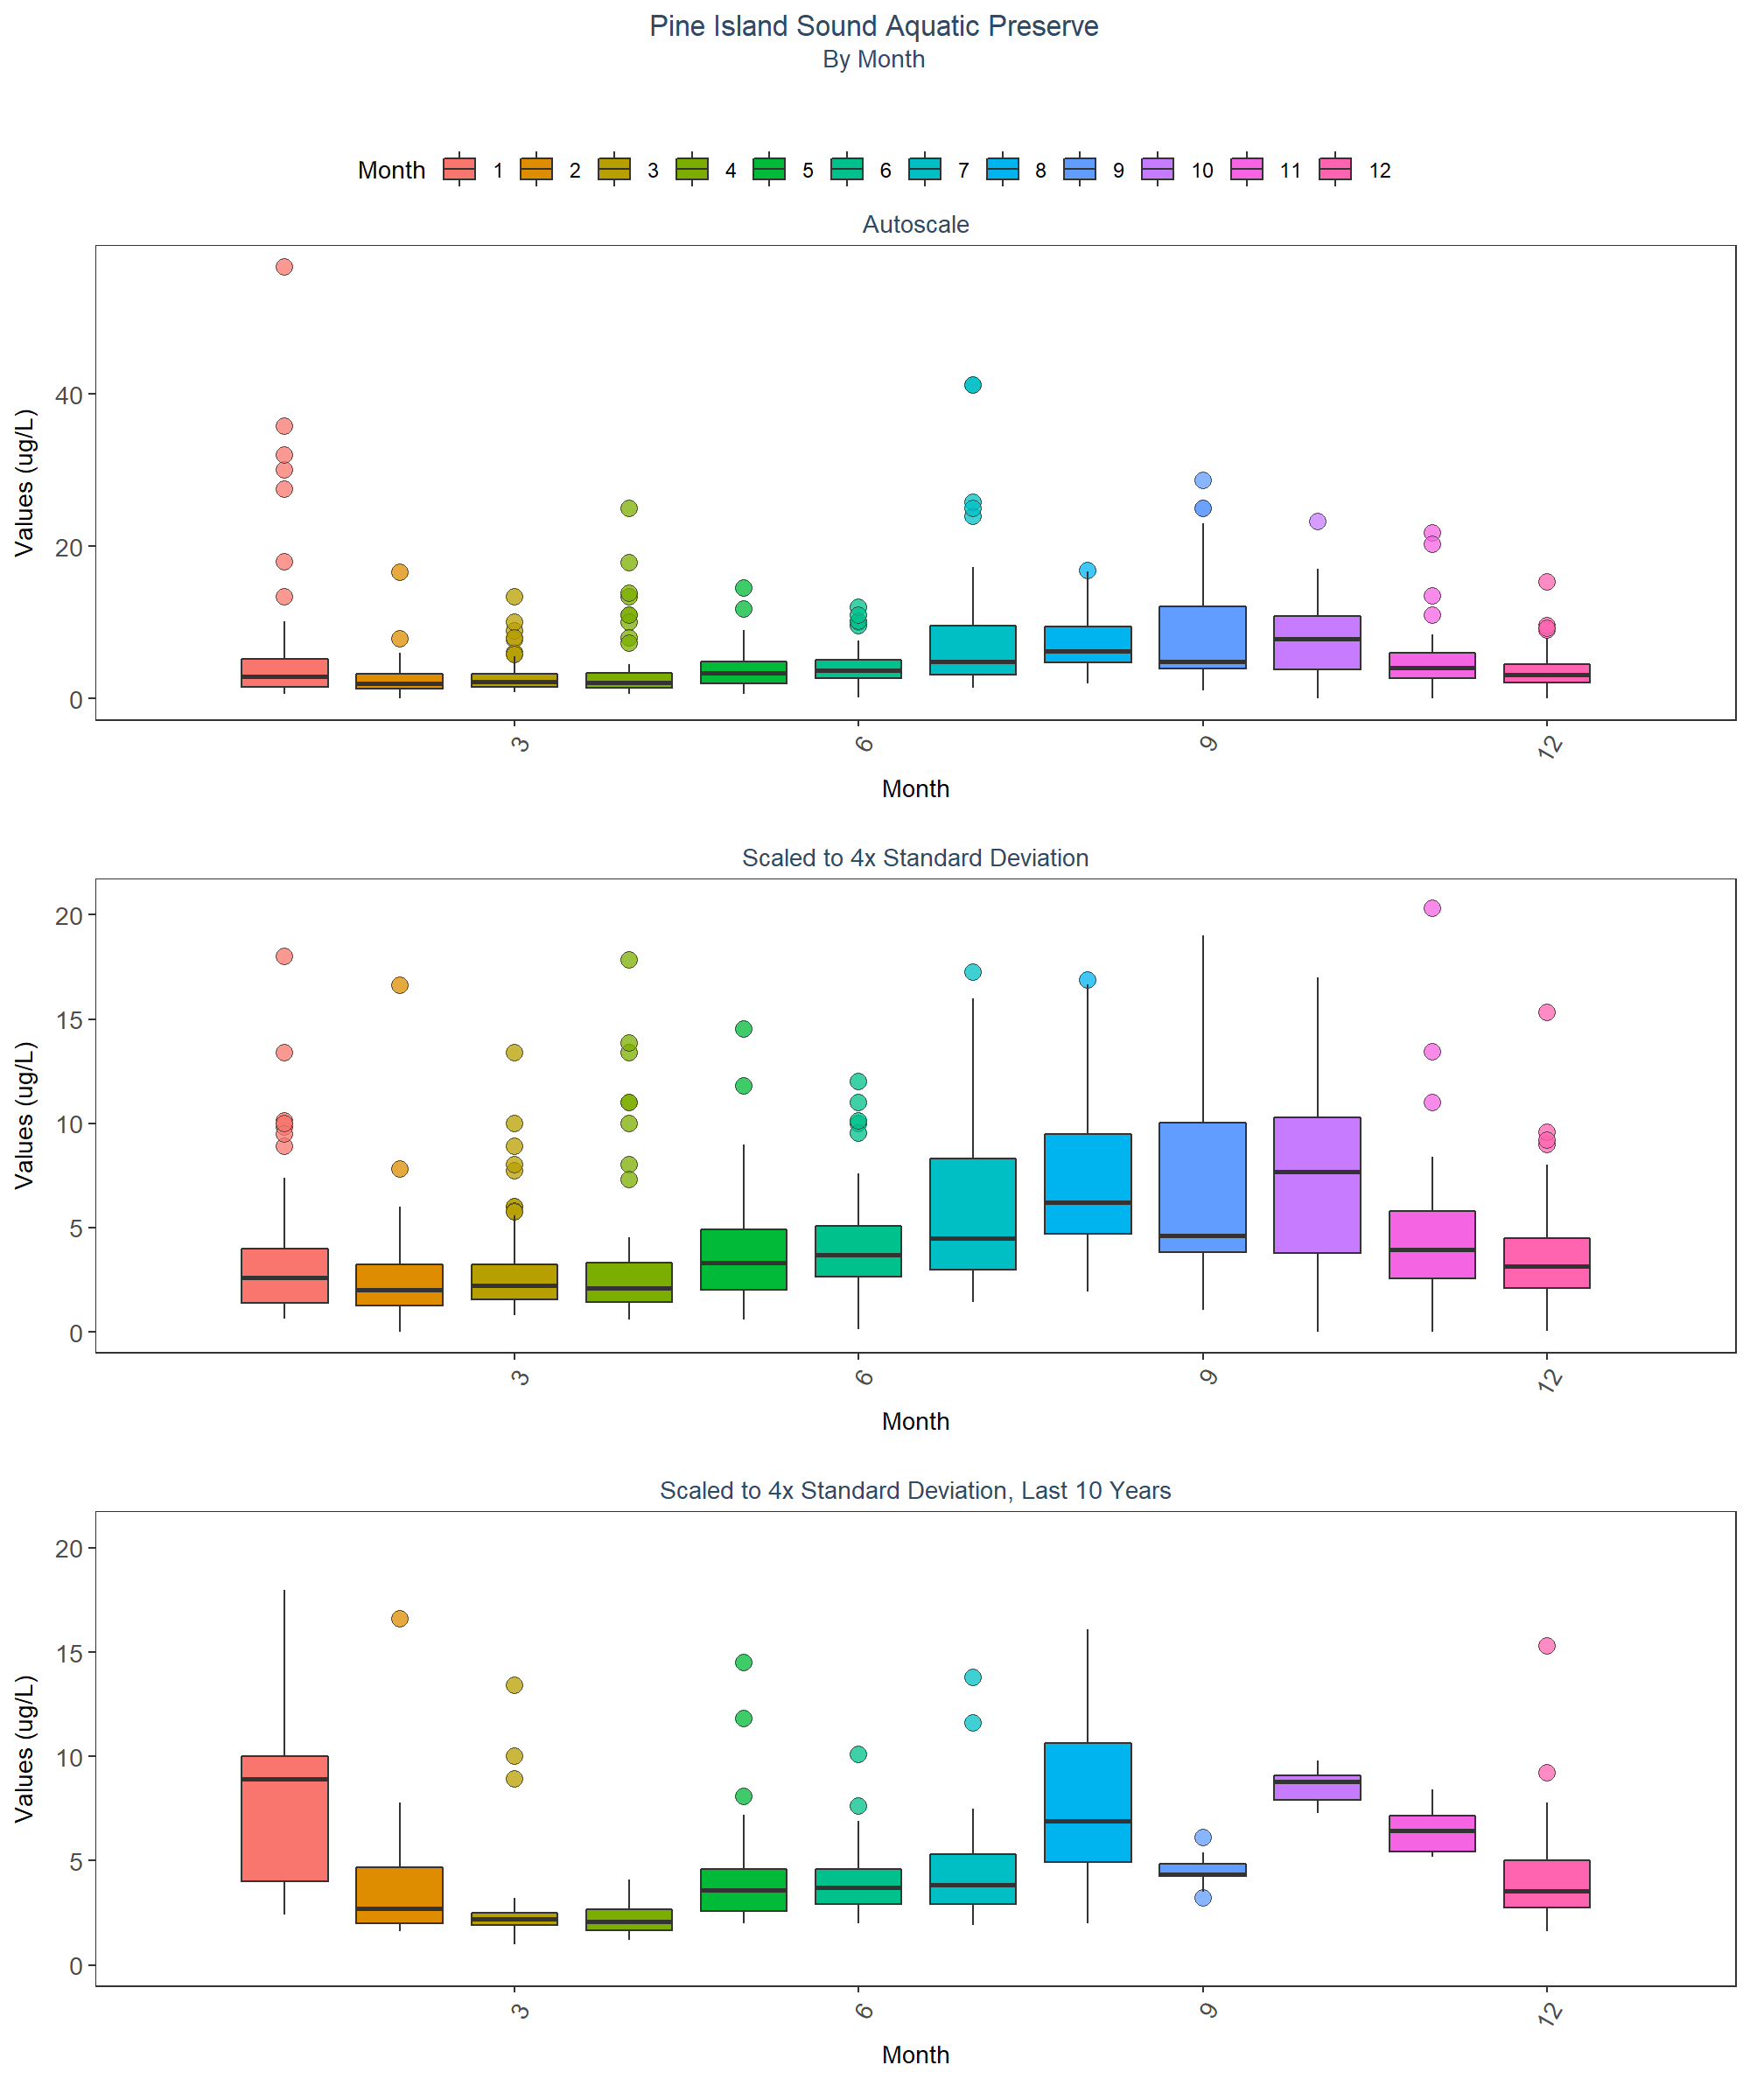 Pine Island Sound Aquatic Preserve
By Month
Month 1 2 3 4 5 6 7 8 9 10 11 12
Autoscale
Values (ug/L)
40
20
0
3 6 9 12
Month
Scaled to 4x Standard Deviation
Values (ug/L)
20
15
10
5
0
3 6 9 12
Month
Scaled to 4x Standard Deviation, Last 10 Years
Values (ug/L)
20
15
10
5
0
3 6 9 12
Month